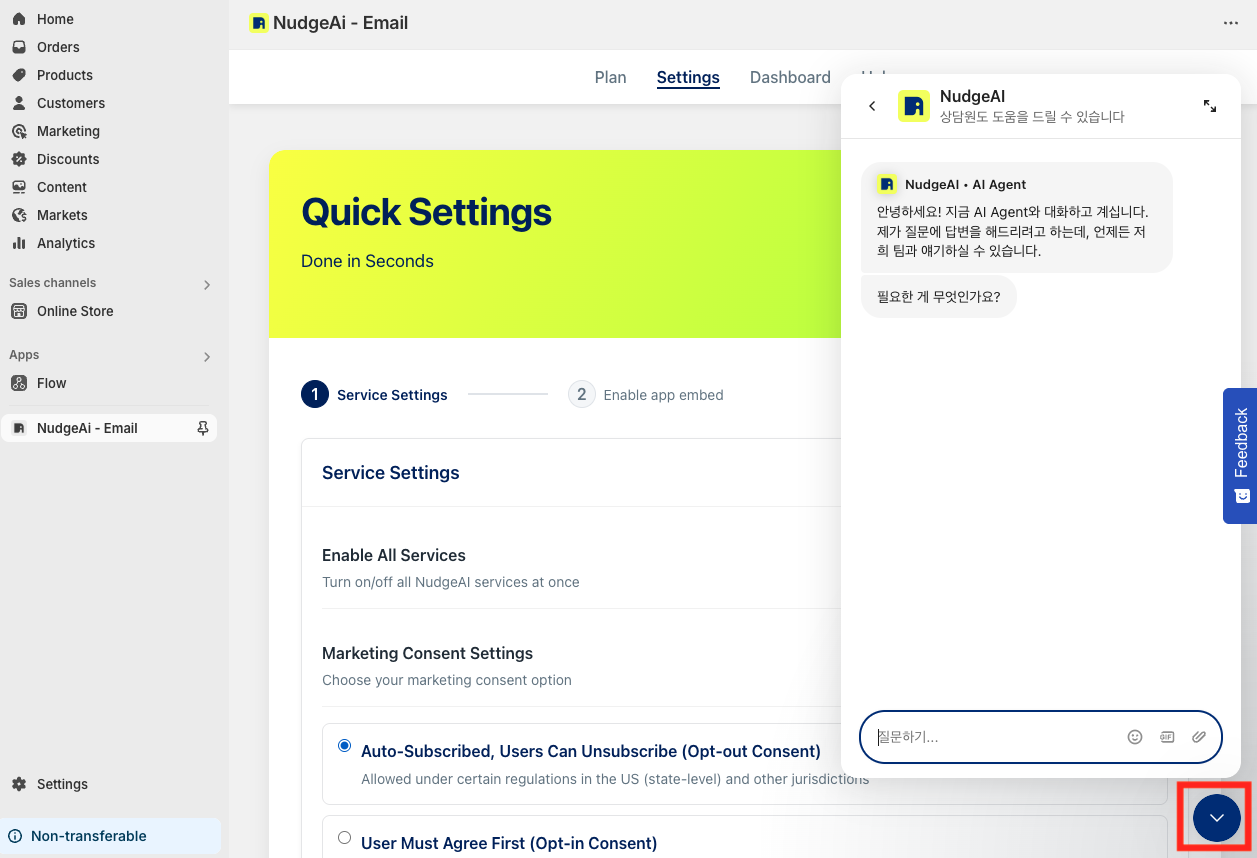 Home
Orders
Products
Customers
Marketing
Discounts
Content
Markets
Analytics
Sales channels
Online Store
Apps
Flow
NudgeAi - Email
Settings
Non-transferable
NudgeAi - Email
Plan Settings Dashboard
Quick Settings
Done in Seconds
1 Service Settings 2 Enable app embed
Service Settings
Enable All Services
Turn on/off all NudgeAI services at once
Marketing Consent Settings
Choose your marketing consent option
Auto-Subscribed, Users Can Unsubscribe (Opt-out Consent)
Allowed under certain regulations in the US (state-level) and other jurisdictions
User Must Agree First (Opt-in Consent)
NudgeAI
상담원도 도움을 드릴 수 있습니다
NudgeAI • AI Agent
안녕하세요! 지금 AI Agent와 대화하고 계십니다.
제가 질문에 답변을 해드리려고 하는데, 언제든 저
희 팀과 얘기하실 수 있습니다.
필요한 게 무엇인가요?
질문하기...
GIF
Feedback